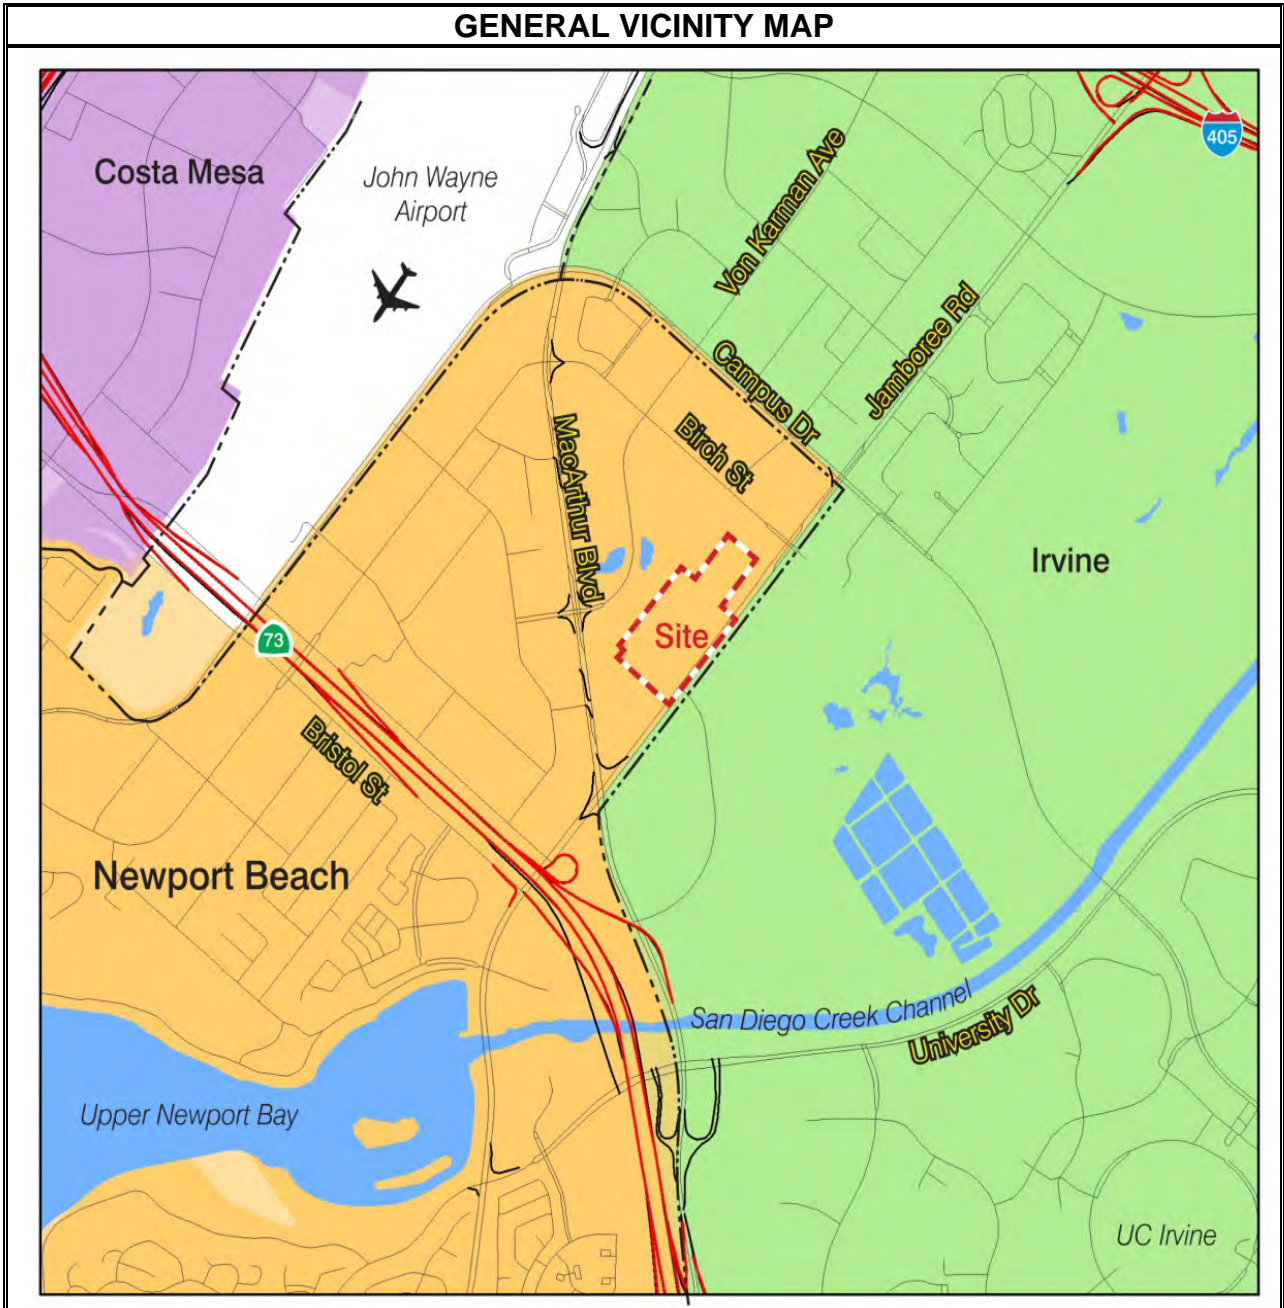 GENERAL VICINITY MAP
405
Costa Mesa
John Wayne
Airport
Von Karman Ave
Jamboree Rd
Campus Dr
Birch St
MacArthur Blvd
Irvine
Site
73
Bristol St
Newport Beach
San Diego Creek Channel
University Dr
Upper Newport Bay
UC Irvine